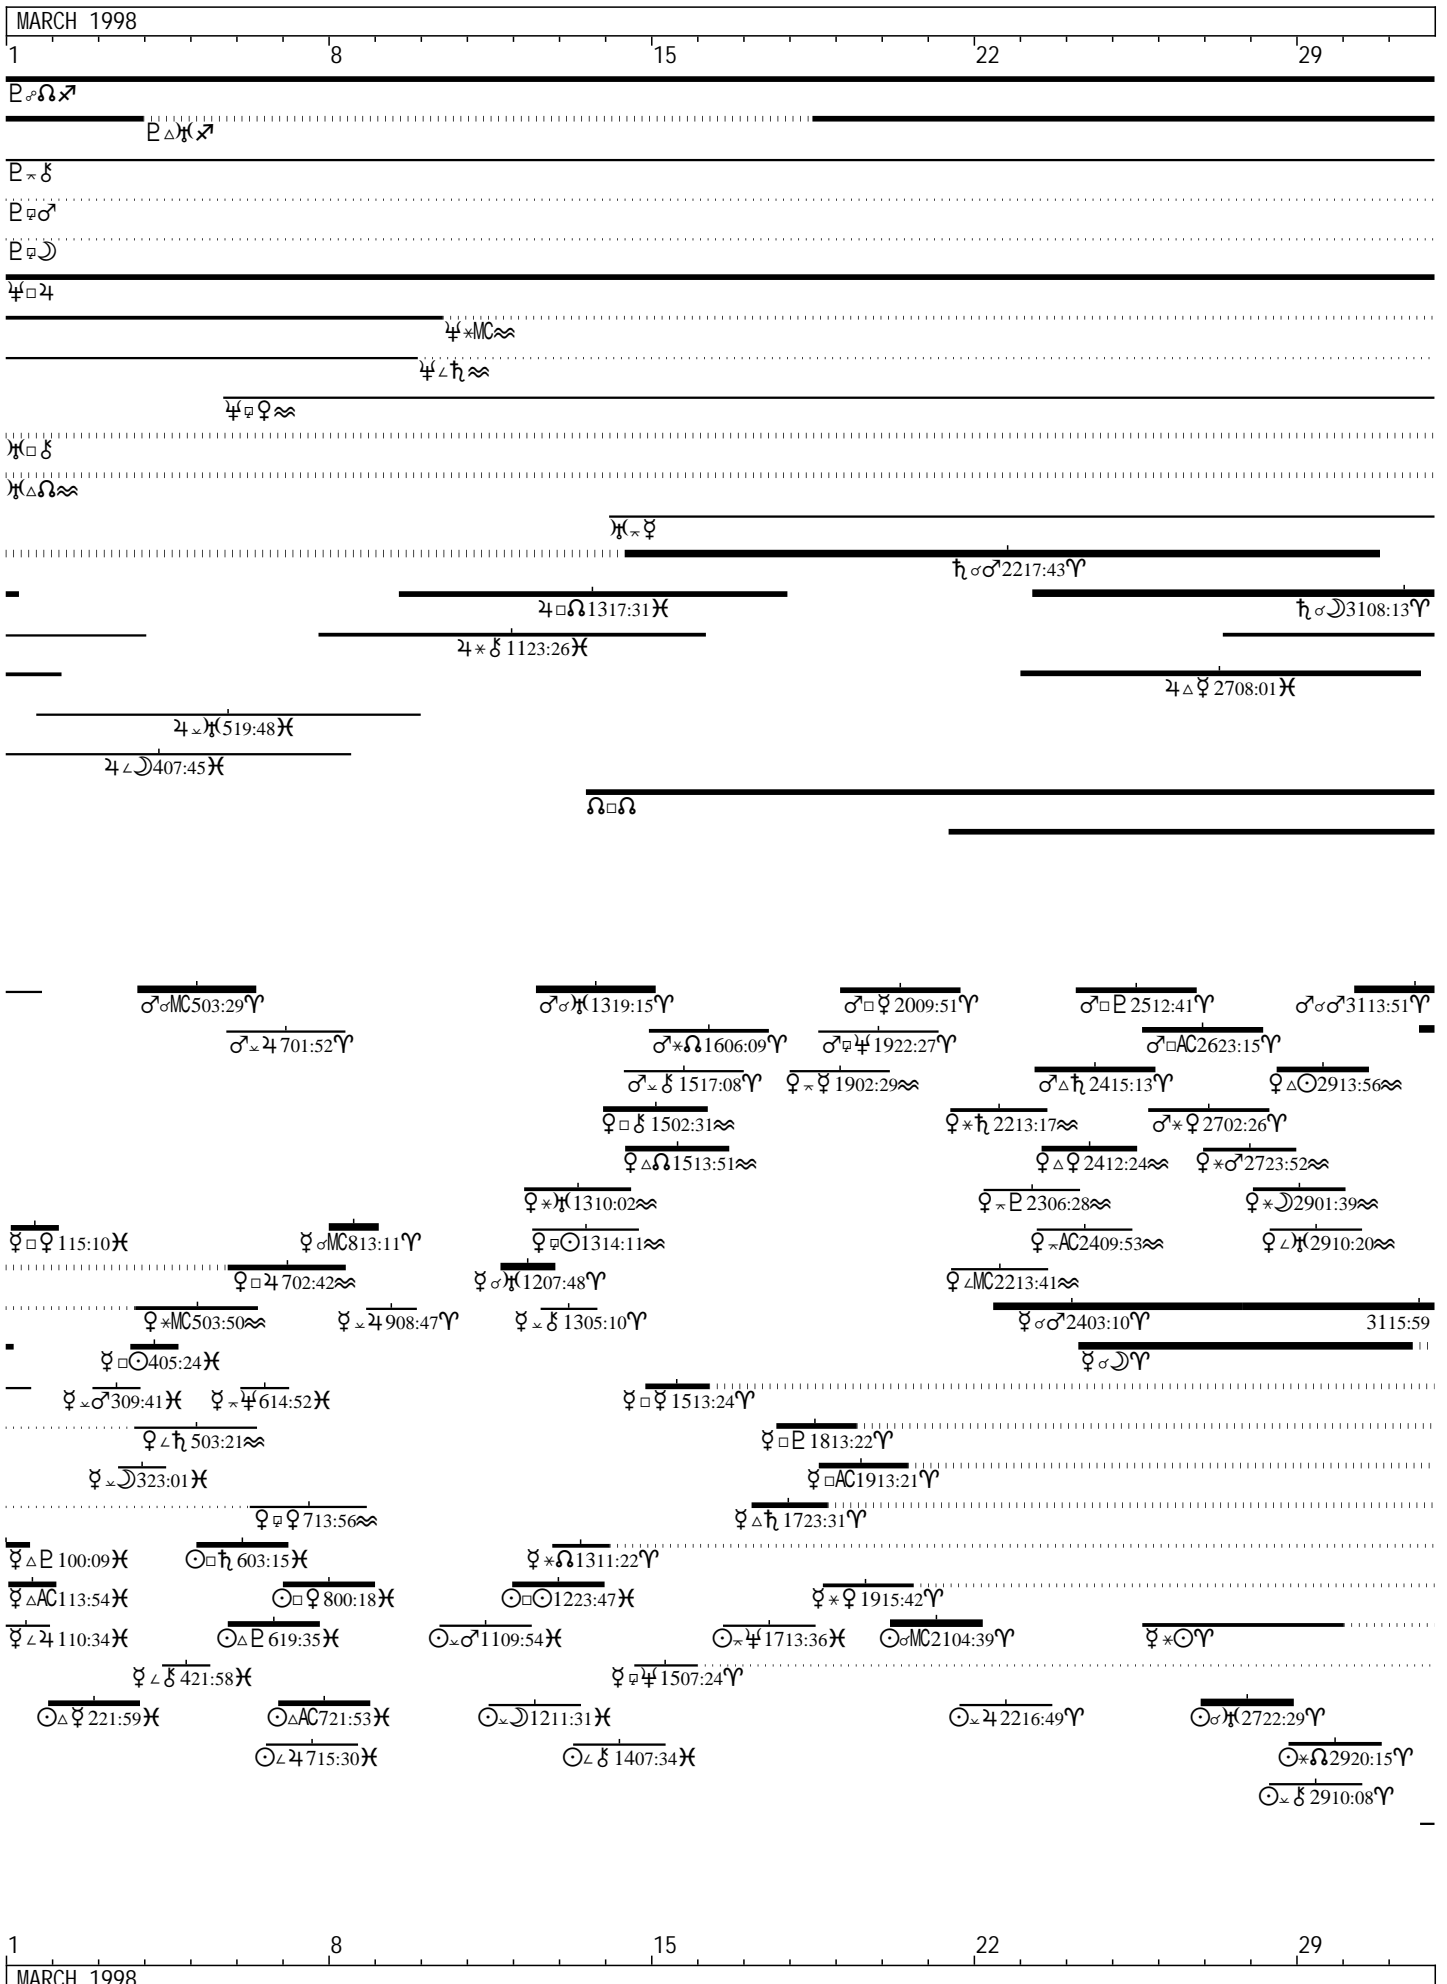 MARCH 1998
1 8 15 22 29
♇☍☊♐
♇△♅♐
♇⚻⚷
♇⚼♂
♇⚼☽
♆□♃
♆⚹MC♒
♆∠♄♒
♆⚼♀♒
♅□⚷
♅△☊♒
♅⚻☿
♄☌♂2217:43♈
♃□☊1317:31♓ ♄☌☽3108:13♈
♃⚹⚷1123:26♓
♃△☿2708:01♓
♃⚺♅519:48♓
♃∠☽407:45♓
☊□☊
♂☌MC503:29♈ ♂☌♅1319:15♈ ♂□☿2009:51♈ ♂□♇2512:41♈ ♂☌♂3113:51♈
♂⚺♃701:52♈ ♂⚹☊1606:09♈ ♂⚼♆1922:27♈ ♂□AC2623:15♈
♂⚺⚷1517:08♈ ♀⚻☿1902:29♒ ♂△♄2415:13♈ ♀△☉2913:56♒
♀□⚷1502:31♒ ♀⚹♄2213:17♒ ♂⚹♀2702:26♈
♀△☊1513:51♒ ♀△♀2412:24♒ ♀⚹♂2723:52♒
♀⚹♅1310:02♒ ♀⚻♇2306:28♒ ♀⚹☽2901:39♒
☿□♀115:10♓ ☿☌MC813:11♈ ♀⚼☉1314:11♒ ♀⚻AC2409:53♒ ♀∠♅2910:20♒
♀□♃702:42♒ ☿☌♅1207:48♈ ♀∠MC2213:41♒
♀⚹MC503:50♒ ☿⚺♃908:47♈ ☿⚺⚷1305:10♈ ☿☌♂2403:10♈ 3115:59
☿□☉405:24♓ ☿☌☽♈
☿⚺♂309:41♓ ☿⚻♆614:52♓ ☿□☿1513:24♈
♀∠♄503:21♒ ☿□♇1813:22♈
☿⚺☽323:01♓ ☿□AC1913:21♈
♀⚼♀713:56♒ ☿△♄1723:31♈
☿△♇100:09♓ ☉□♄603:15♓ ☿⚹☊1311:22♈
☿△AC113:54♓ ☉□♀800:18♓ ☉□☉1223:47♓ ☿⚹♀1915:42♈
☿∠♃110:34♓ ☉△♇619:35♓ ☉⚺♂1109:54♓ ☉⚻♆1713:36♓ ☉☌MC2104:39♈ ☿⚹☉♈
☿∠⚷421:58♓ ☿⚼♆1507:24♈
☉△☿221:59♓ ☉△AC721:53♓ ☉⚺☽1211:31♓ ☉⚺♃2216:49♈ ☉☌♅2722:29♈
☉∠♃715:30♓ ☉∠⚷1407:34♓ ☉⚹☊2920:15♈
☉⚺⚷2910:08♈
1 8 15 22 29
MARCH 1998